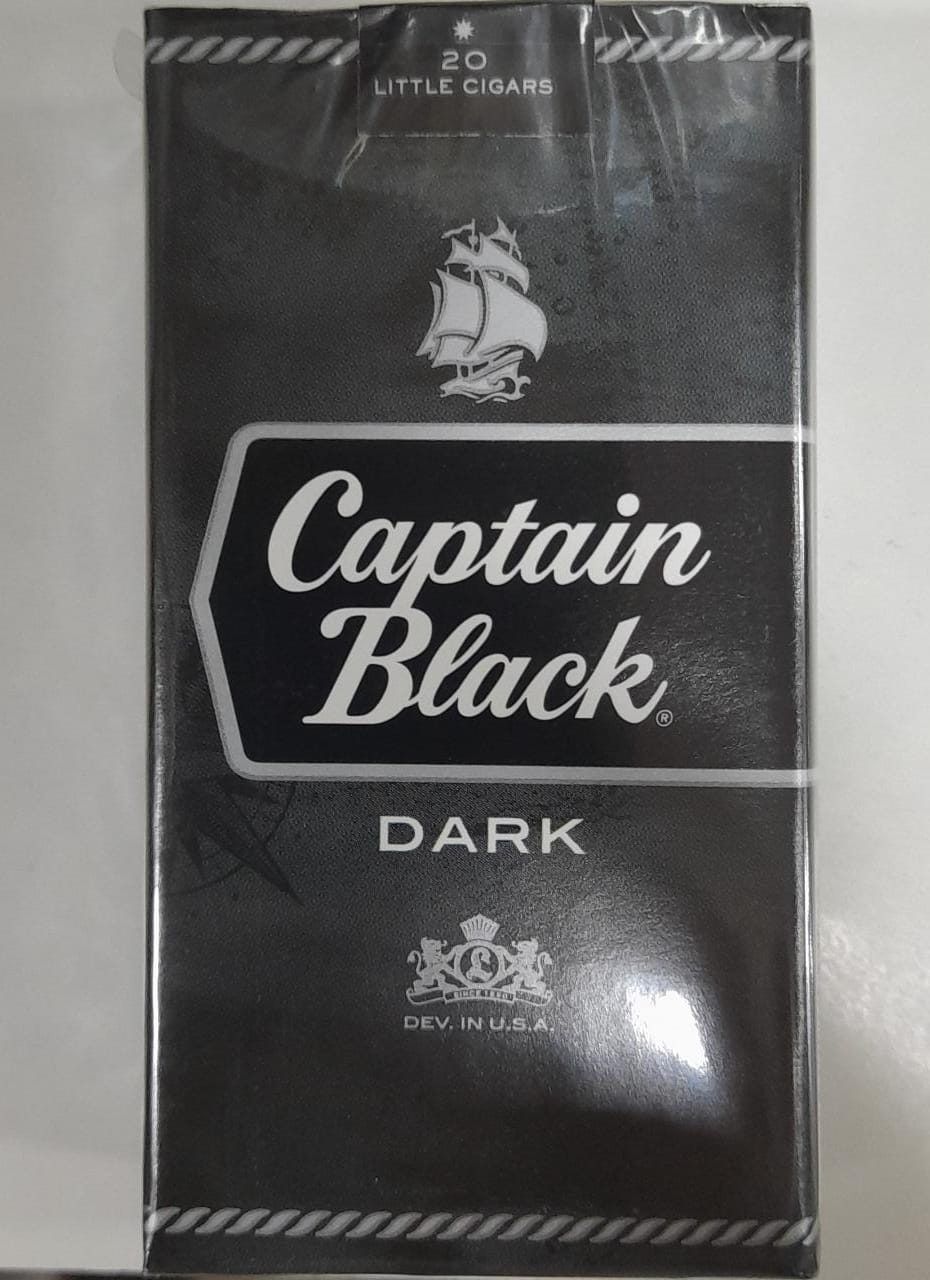 20
LITTLE CIGARS
Captain
Black®
DARK
£
DEV. IN U.S.A.